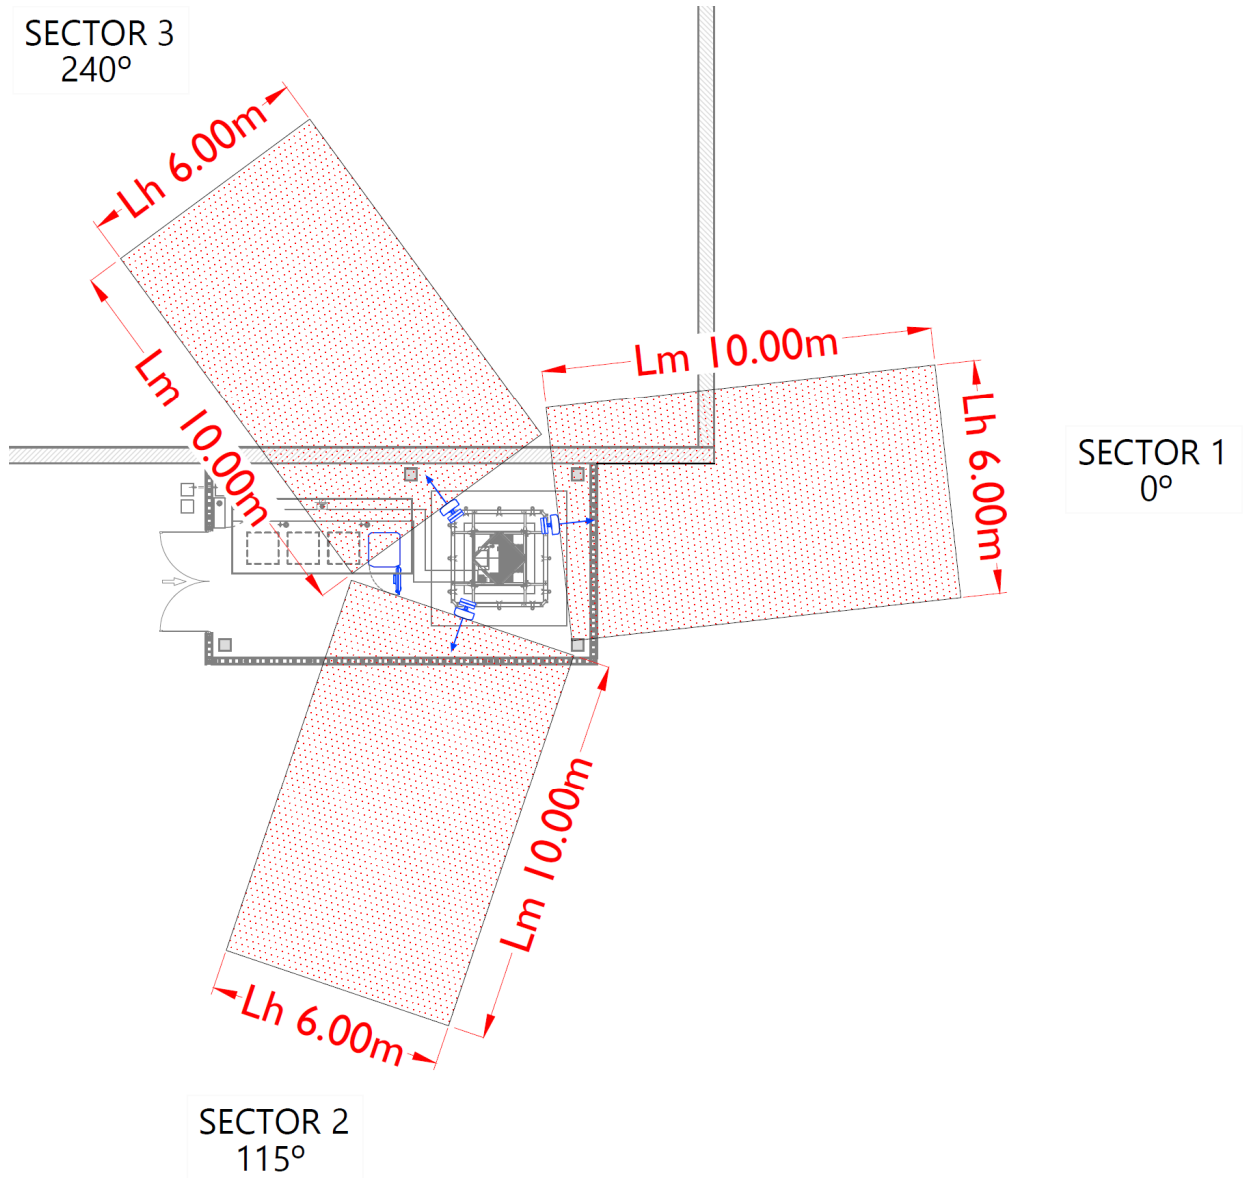 SECTOR 3
240º
Lh 6.00m
Lm 10.00m
Lm 10.00m
Lh 6.00m
SECTOR 1
0º
Lm 10.00m
Lh 6.00m
SECTOR 2
115º